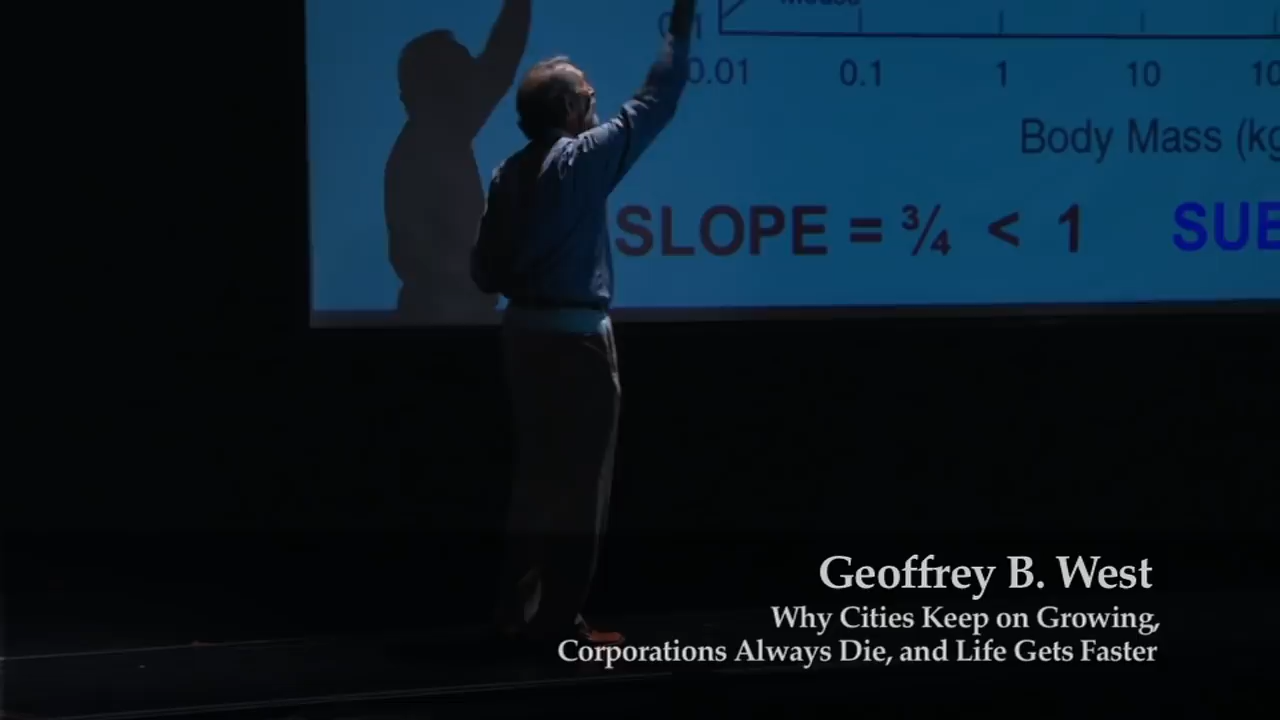 0.01 0.1 1 10
Body Mass
SLOPE = ¾ < 1
Geoffrey B. West
Why Cities Keep on Growing,
Corporations Always Die, and Life Gets Faster